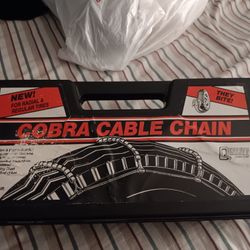 NEW!
FOR RADIAL &
REGULAR TIRES
THEY
BITE!
COBRA CABLE CHAIN